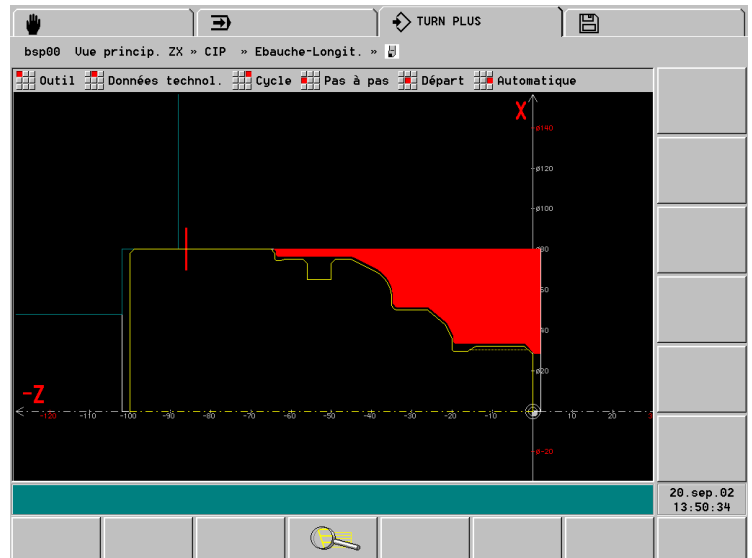 TURN PLUS
bsp00 Vue princip. ZX » CIP » Ebauche-Longit. »
Outil Données technol. Cycle Pas à pas Départ Automatique
X
ø140
ø120
ø100
ø80
60
40
ø20
-Z
-120 -110 -100 -90 -80 -70 -60 -50 -40 -30 -20 -10 0 10 20
ø-20
20.sep.02
13:50:34